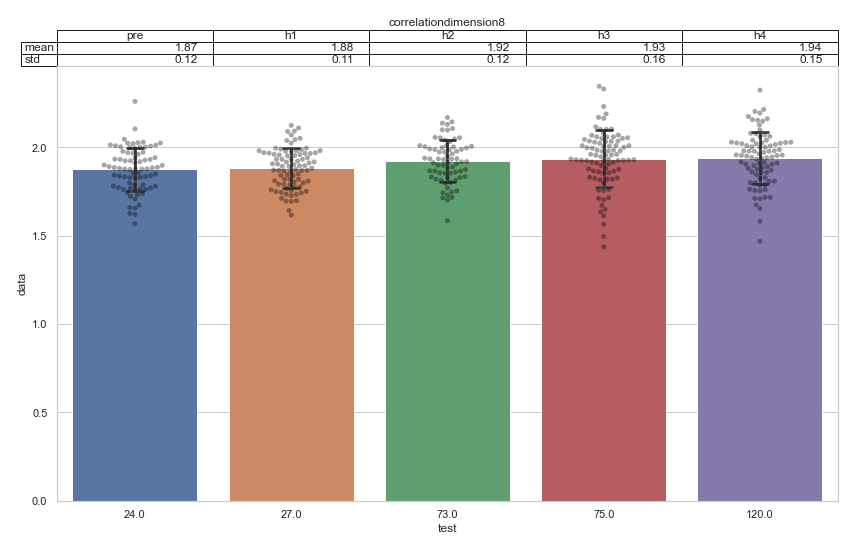 correlationdimension8
pre h1 h2 h3 h4
mean 1.87 1.88 1.92 1.93 1.94
std 0.12 0.11 0.12 0.16 0.15
2.0
1.5
1.0
0.5
0.0
data
24.0 27.0 73.0 75.0 120.0
test